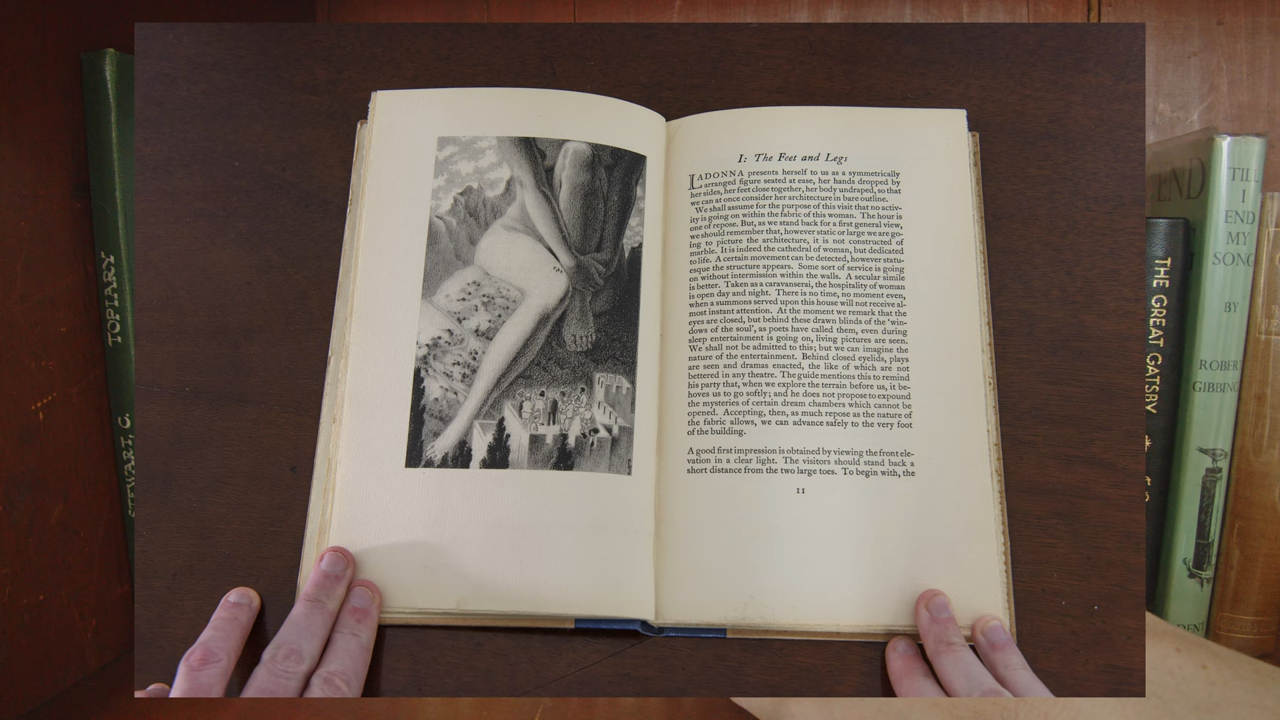 TOPIARY
STEWART, C
I: The Feet and Legs
LADONNA presents herself to us as a symmetrically
arranged figure seated at ease, her hands dropped by
her sides, her feet close together, her body undraped, so that
we can at once consider her architecture in bare outline.
We shall assume for the purpose of this visit that no activ-
ity is going on within the fabric of this woman. The hour is
one of repose. But, as we stand back for a first general view,
we should remember that, however static or large we are go-
ing to picture the architecture, it is not constructed of
marble. It is indeed the cathedral of woman, but dedicated
to life. A certain movement can be detected, however statu-
esque the structure appears. Some sort of service is going
on without intermission within the walls. A secular simile
is better. Taken as a caravanserai, the hospitality of woman
is open day and night. There is no time, no moment even,
when a summons served upon this house will not receive al-
most instant attention. At the moment we remark that the
eyes are closed, but behind these drawn blinds of the 'win-
dows of the soul', as poets have called them, even during
sleep entertainment is going on, living pictures are seen.
We shall not be admitted to this; but we can imagine the
nature of the entertainment. Behind closed eyelids, plays
are seen and dramas enacted, the like of which are not
bettered in any theatre. The guide mentions this to remind
his party that, when we explore the terrain before us, it be-
hoves us to go softly; and he does not propose to expound
the mysteries of certain dream chambers which cannot be
opened. Accepting, then, as much repose as the nature of
the fabric allows, we can advance safely to the very foot
of the building.
A good first impression is obtained by viewing the front ele-
vation in a clear light. The visitors should stand back a
short distance from the two large toes. To begin with, the
11
THE GREAT GATSBY
END
TILL
I
END
MY
SONG
BY
ROBER
GIBBING
DENT